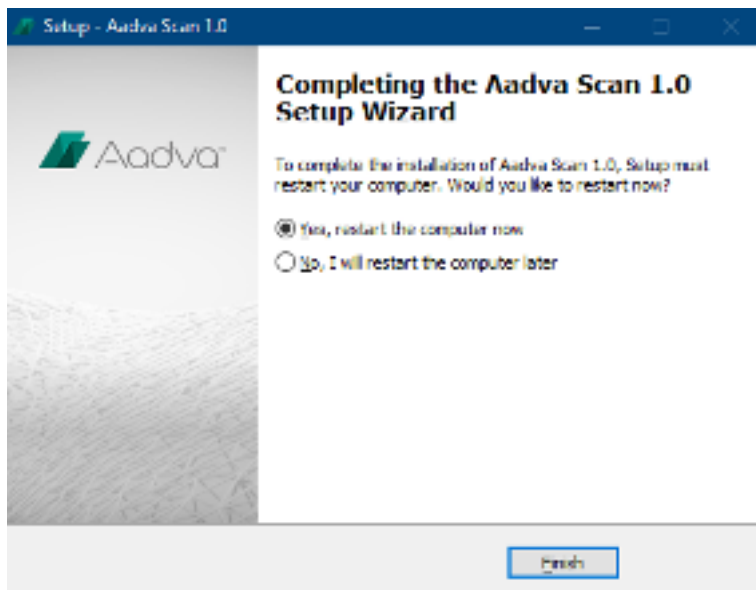 Setup - Aadva Scan 1.0
Aadva
Completing the Aadva Scan 1.0
Setup Wizard
To complete the installation of Aadva Scan 1.0, Setup must
restart your computer. Would you like to restart now?
Yes, restart the computer now
No, I will restart the computer later
Finish